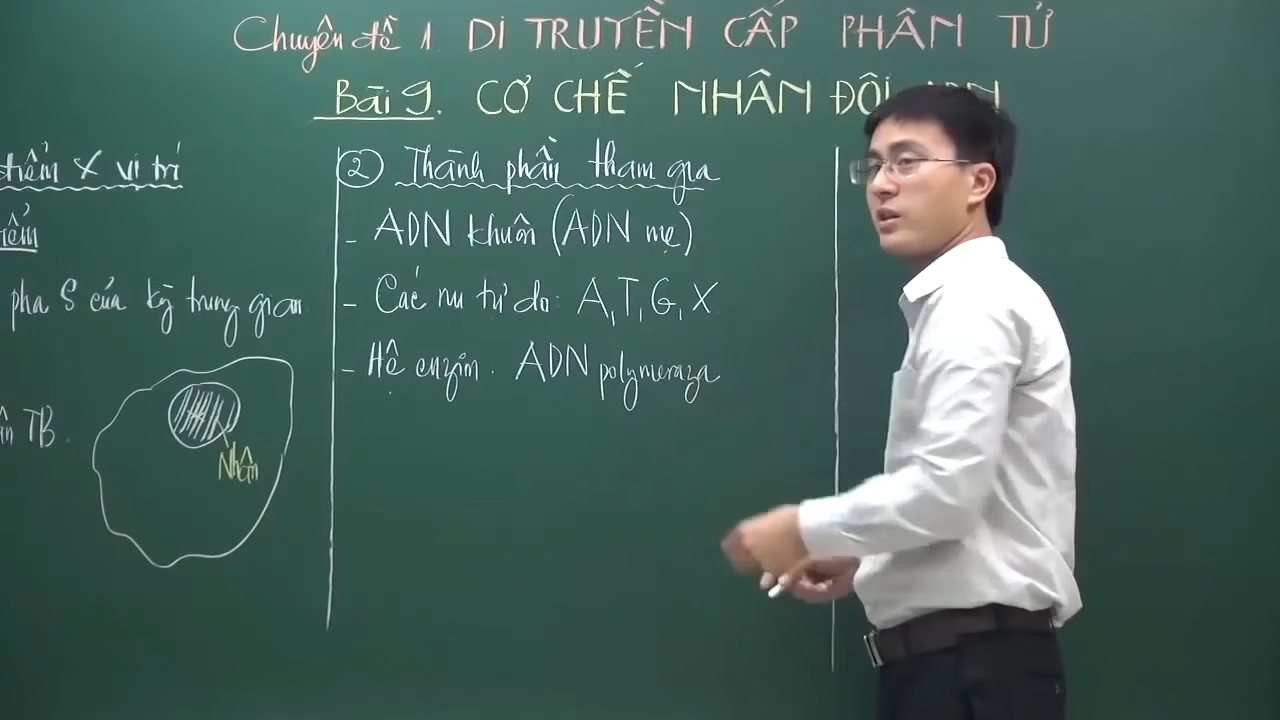 Chuyên đề 1. DI TRUYỀN CẤP PHÂN TỬ
Bài 9. CƠ CHẾ NHÂN ĐÔI
điểm & vị trí
pha S của kỳ trung gian
TB.
Nhân
② Thành phần tham gia
- ADN khuôn (ADN mẹ)
- Các nu tự do: A, T, G, X
- Hệ enzim. ADN polymeraza